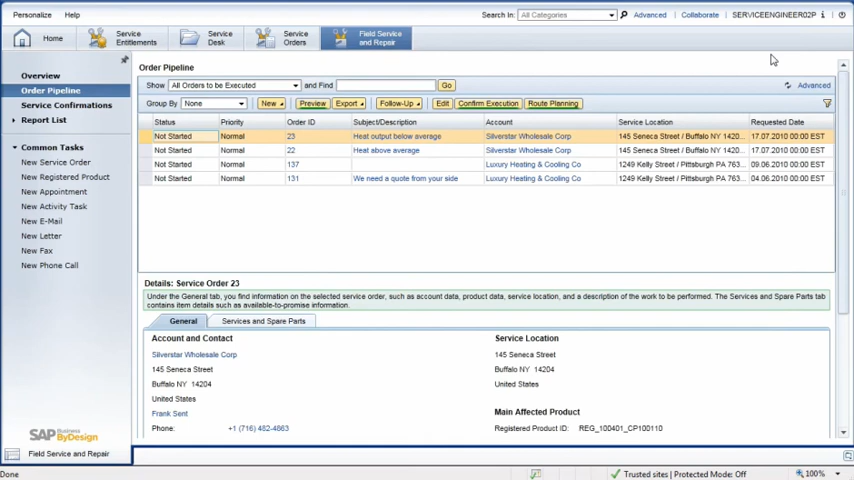 Personalize Help Search in: All Categories Advanced Collaborate SERVICEENGINEER02P
Home Service Entitlements Service Desk Service Orders Field Service and Repair
Overview
Order Pipeline
Service Confirmations
Report List
Common Tasks
New Service Order
New Registered Product
New Appointment
New Activity Task
New E-Mail
New Letter
New Fax
New Phone Call
SAP Business ByDesign
Field Service and Repair
Order Pipeline
Show All Orders to be Executed and Find Go Advanced
Group By None New Preview Export Follow-Up Edit Confirm Execution Route Planning
Status Priority Order ID Subject/Description Account Service Location Requested Date
Not Started Normal 23 Heat output below average Silverstar Wholesale Corp 145 Seneca Street / Buffalo NY 1420... 17.07.2010 00:00 EST
Not Started Normal 22 Heat above average Silverstar Wholesale Corp 145 Seneca Street / Buffalo NY 1420... 17.07.2010 00:00 EST
Not Started Normal 137 Luxury Heating & Cooling Co 1249 Kelly Street / Pittsburgh PA 763... 09.06.2010 00:00 EST
Not Started Normal 131 We need a quote from your side Luxury Heating & Cooling Co 1249 Kelly Street / Pittsburgh PA 763... 04.06.2010 00:00 EST
Details: Service Order 23
Under the General tab, you find information on the selected service order, such as account data, product data, service location, and a description of the work to be performed. The Services and Spare Parts tab
contains item details such as available-to-promise information.
General Services and Spare Parts
Account and Contact
Silverstar Wholesale Corp
145 Seneca Street
Buffalo NY 14204
United States
Frank Sent
Phone: +1 (716) 482-4863
Service Location
145 Seneca Street
Buffalo NY 14204
United States
Main Affected Product
Registered Product ID: REG_100401_CP100110
Done Trusted sites | Protected Mode: Off 100%